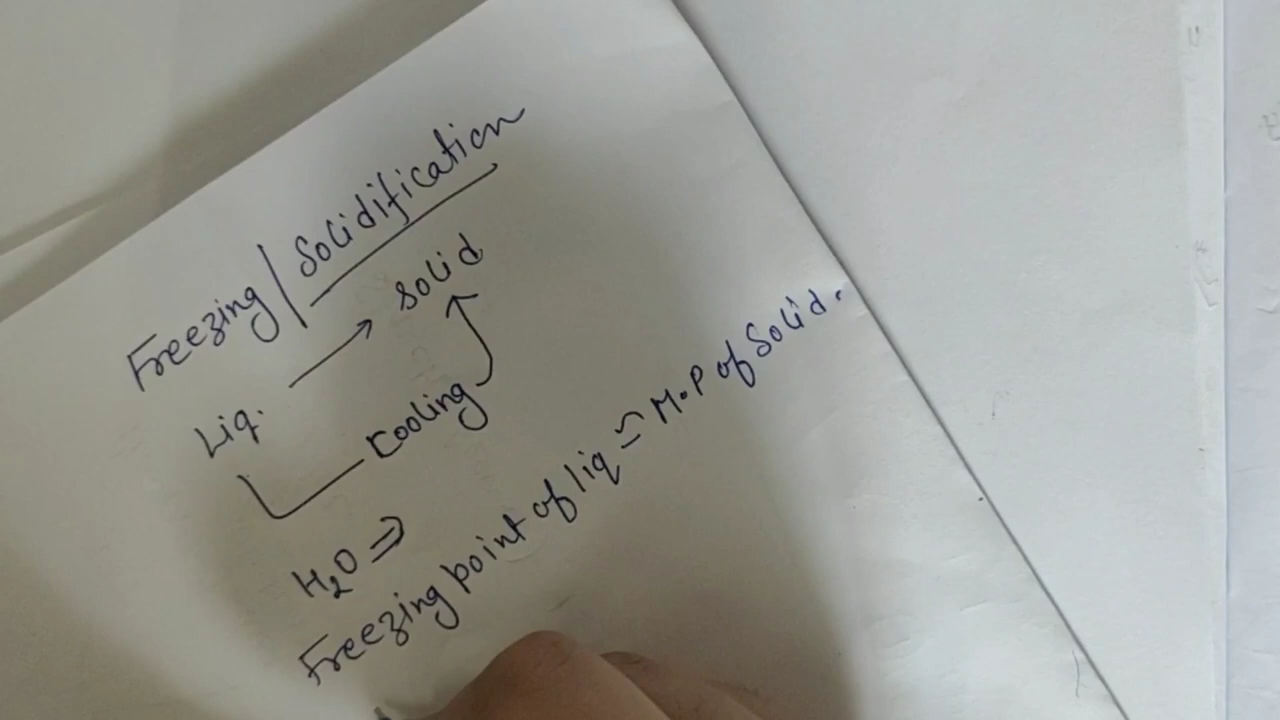 Freezing/Solidification
Liq. → Solid
Cooling
H2O ⇒
Freezing point of liq ≃ M.P of Solid.